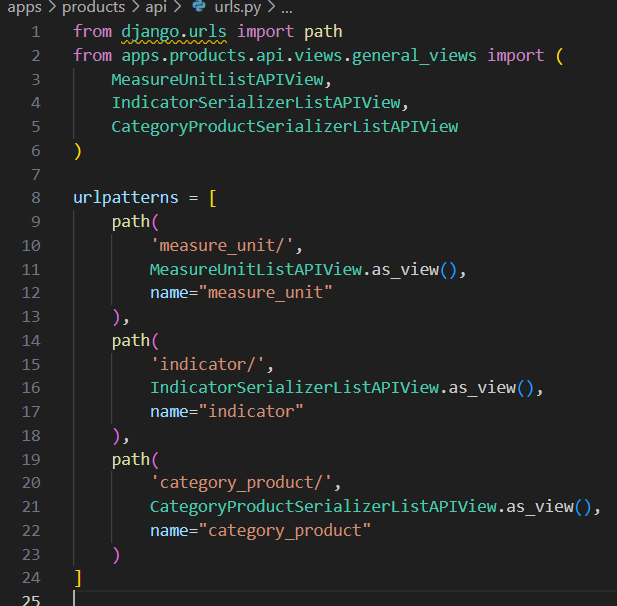 apps > products > api > urls.py > ...
1 from django.urls import path
2 from apps.products.api.views.general_views import (
3     MeasureUnitListAPIView,
4     IndicatorSerializerListAPIView,
5     CategoryProductSerializerListAPIView
6 )
7
8 urlpatterns = [
9     path(
10         'measure_unit/',
11         MeasureUnitListAPIView.as_view(),
12         name="measure_unit"
13     ),
14     path(
15         'indicator/',
16         IndicatorSerializerListAPIView.as_view(),
17         name="indicator"
18     ),
19     path(
20         'category_product/',
21         CategoryProductSerializerListAPIView.as_view(),
22         name="category_product"
23     )
24 ]
25